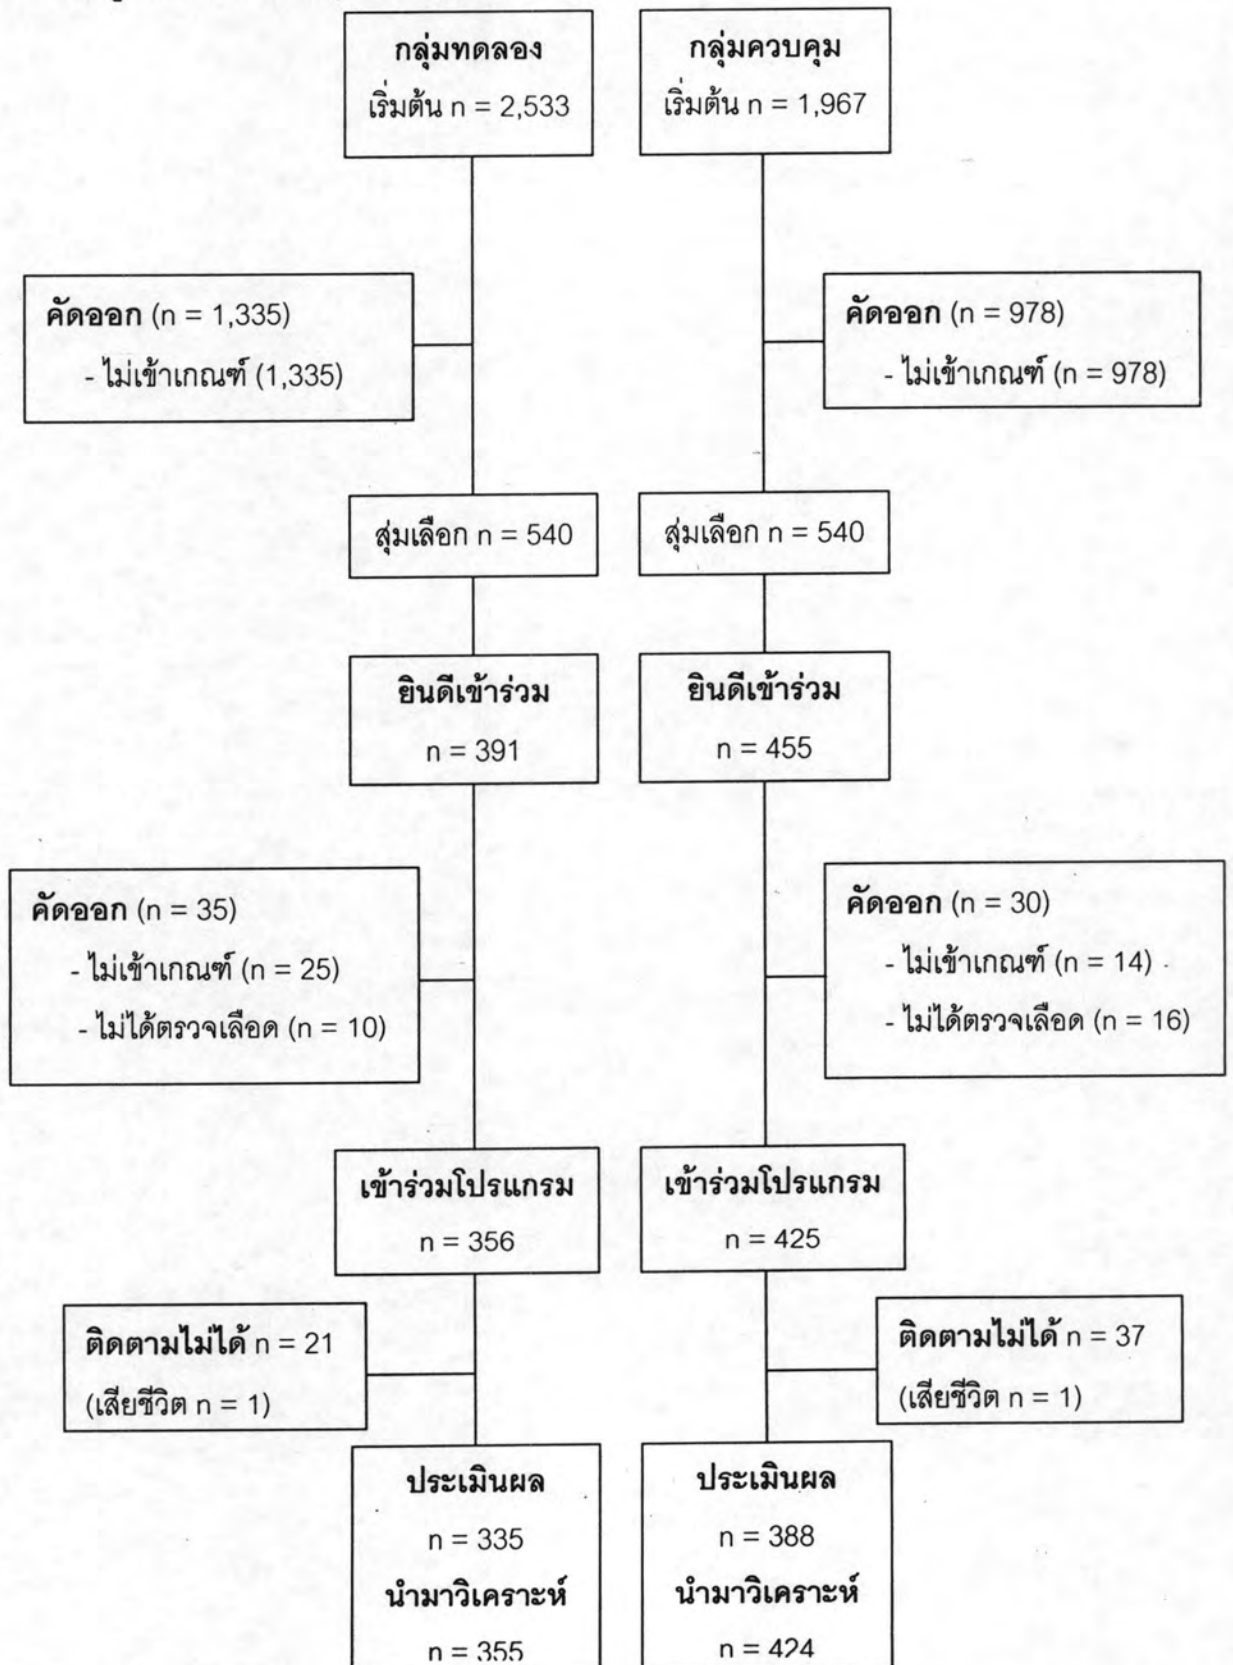 กลุ่มทดลอง
เริ่มต้น n = 2,533
กลุ่มควบคุม
เริ่มต้น n = 1,967
คัดออก (n = 1,335)
- ไม่เข้าเกณฑ์ (1,335)
คัดออก (n = 978)
- ไม่เข้าเกณฑ์ (n = 978)
สุ่มเลือก n = 540
สุ่มเลือก n = 540
ยินดีเข้าร่วม
n = 391
ยินดีเข้าร่วม
n = 455
คัดออก (n = 35)
- ไม่เข้าเกณฑ์ (n = 25)
- ไม่ได้ตรวจเลือด (n = 10)
คัดออก (n = 30)
- ไม่เข้าเกณฑ์ (n = 14)
- ไม่ได้ตรวจเลือด (n = 16)
เข้าร่วมโปรแกรม
n = 356
เข้าร่วมโปรแกรม
n = 425
ติดตามไม่ได้ n = 21
(เสียชีวิต n = 1)
ติดตามไม่ได้ n = 37
(เสียชีวิต n = 1)
ประเมินผล
n = 335
นำมาวิเคราะห์
n = 355
ประเมินผล
n = 388
นำมาวิเคราะห์
n = 424